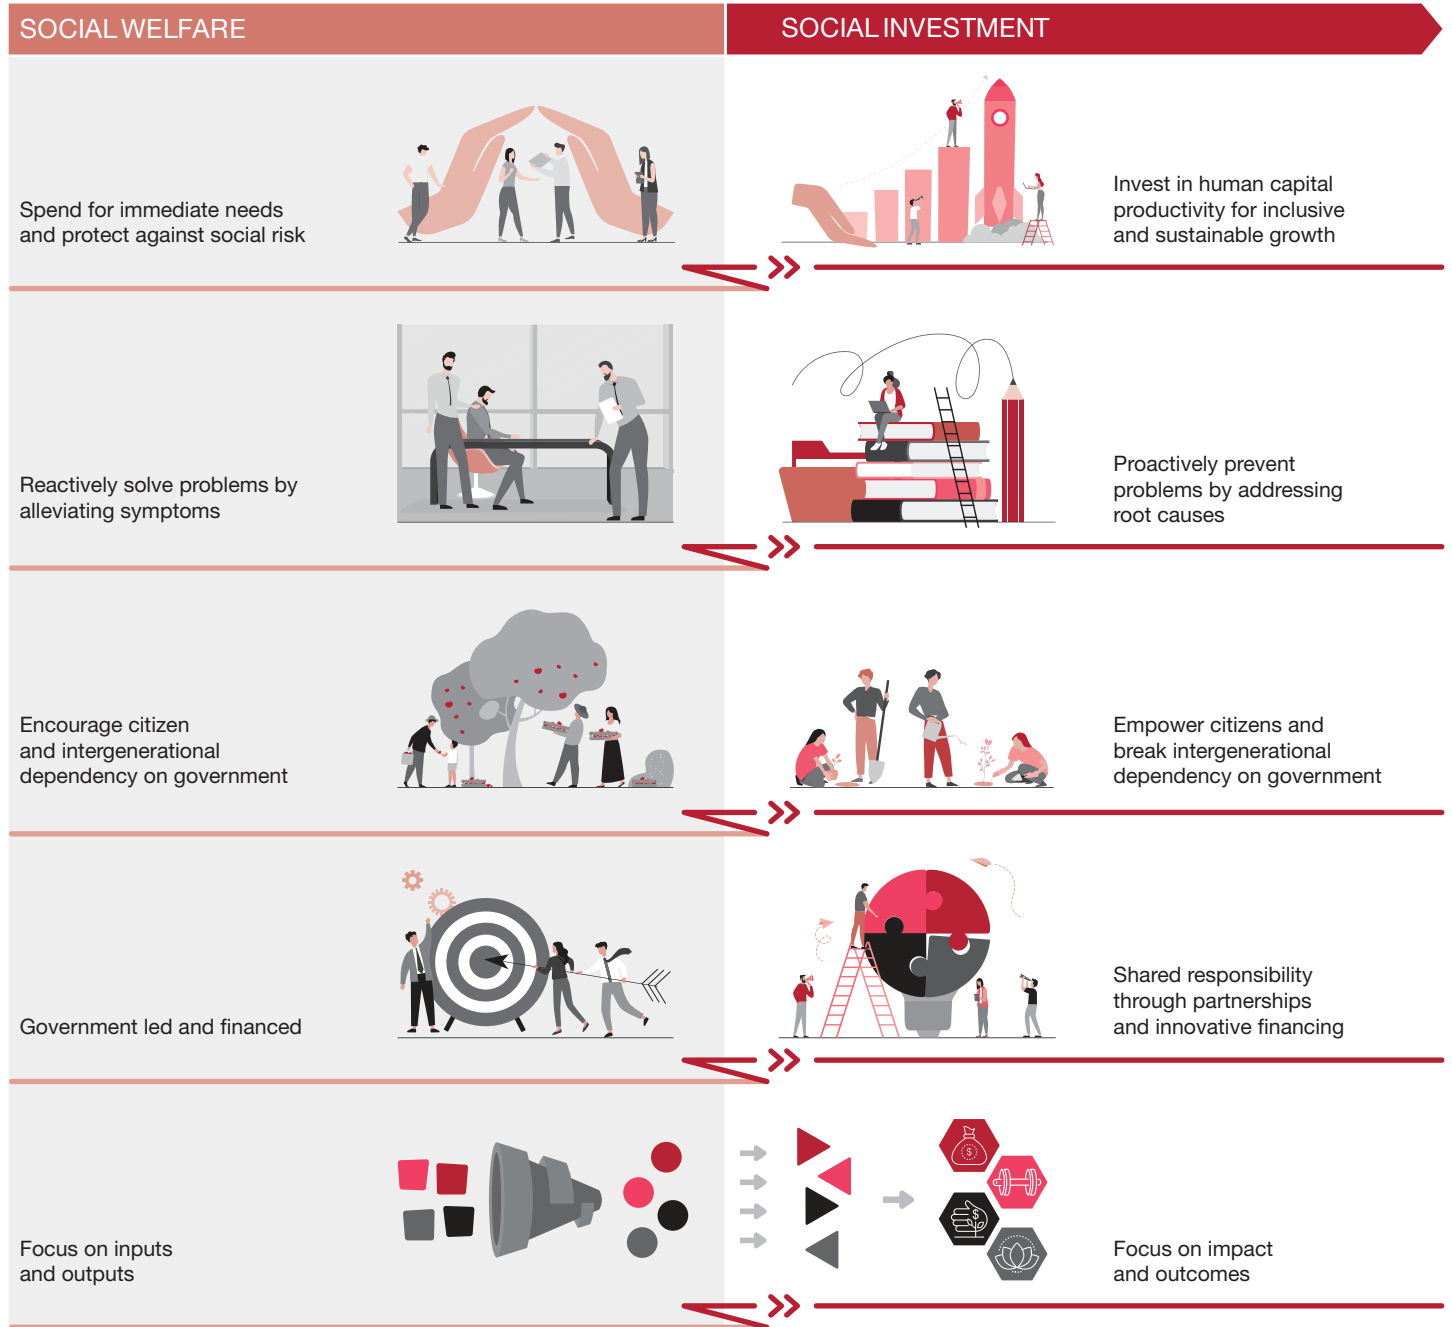 SOCIAL WELFARE
SOCIAL INVESTMENT
Spend for immediate needs
and protect against social risk
Invest in human capital
productivity for inclusive
and sustainable growth
Reactively solve problems by
alleviating symptoms
Proactively prevent
problems by addressing
root causes
Encourage citizen
and intergenerational
dependency on government
Empower citizens and
break intergenerational
dependency on government
Government led and financed
Shared responsibility
through partnerships
and innovative financing
Focus on inputs
and outputs
$
$
Focus on impact
and outcomes